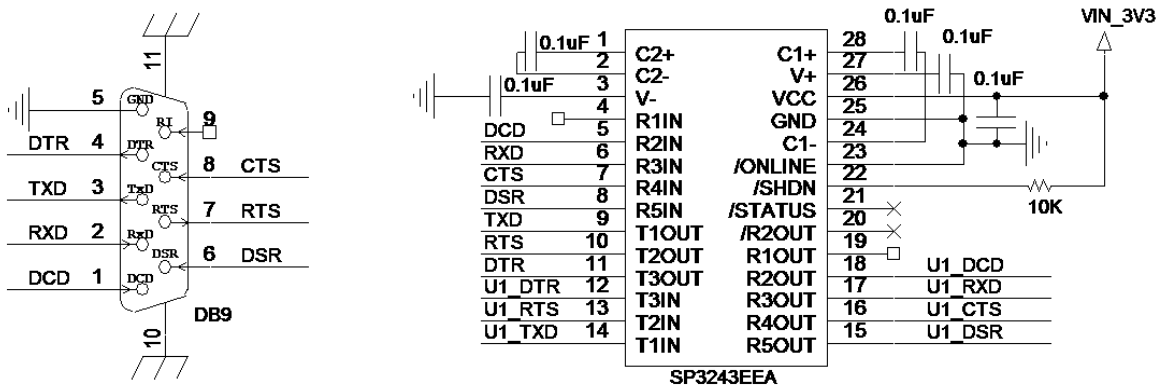 11
5 GND
RI 9
DTR 4 DTR
CTS 8 CTS
TXD 3 TxD
RTS 7 RTS
RXD 2 RxD
DSR 6 DSR
DCD 1 DCD
DB9
10
0.1uF
0.1uF
0.1uF
0.1uF
0.1uF
VIN_3V3
10K
1 C2+
2 C2-
3 V-
4 R1IN
DCD 5 R2IN
RXD 6 R3IN
CTS 7 R4IN
DSR 8 R5IN
TXD 9 T1OUT
RTS 10 T2OUT
DTR 11 T3OUT
U1_DTR 12 T3IN
U1_RTS 13 T2IN
U1_TXD 14 T1IN
C1+ 28
V+ 27
VCC 26
GND 25
C1- 24
/ONLINE 23
/SHDN 22
/STATUS 21
/R2OUT 20
R1OUT 19
R2OUT 18 U1_DCD
R3OUT 17 U1_RXD
R4OUT 16 U1_CTS
R5OUT 15 U1_DSR
SP3243EEA